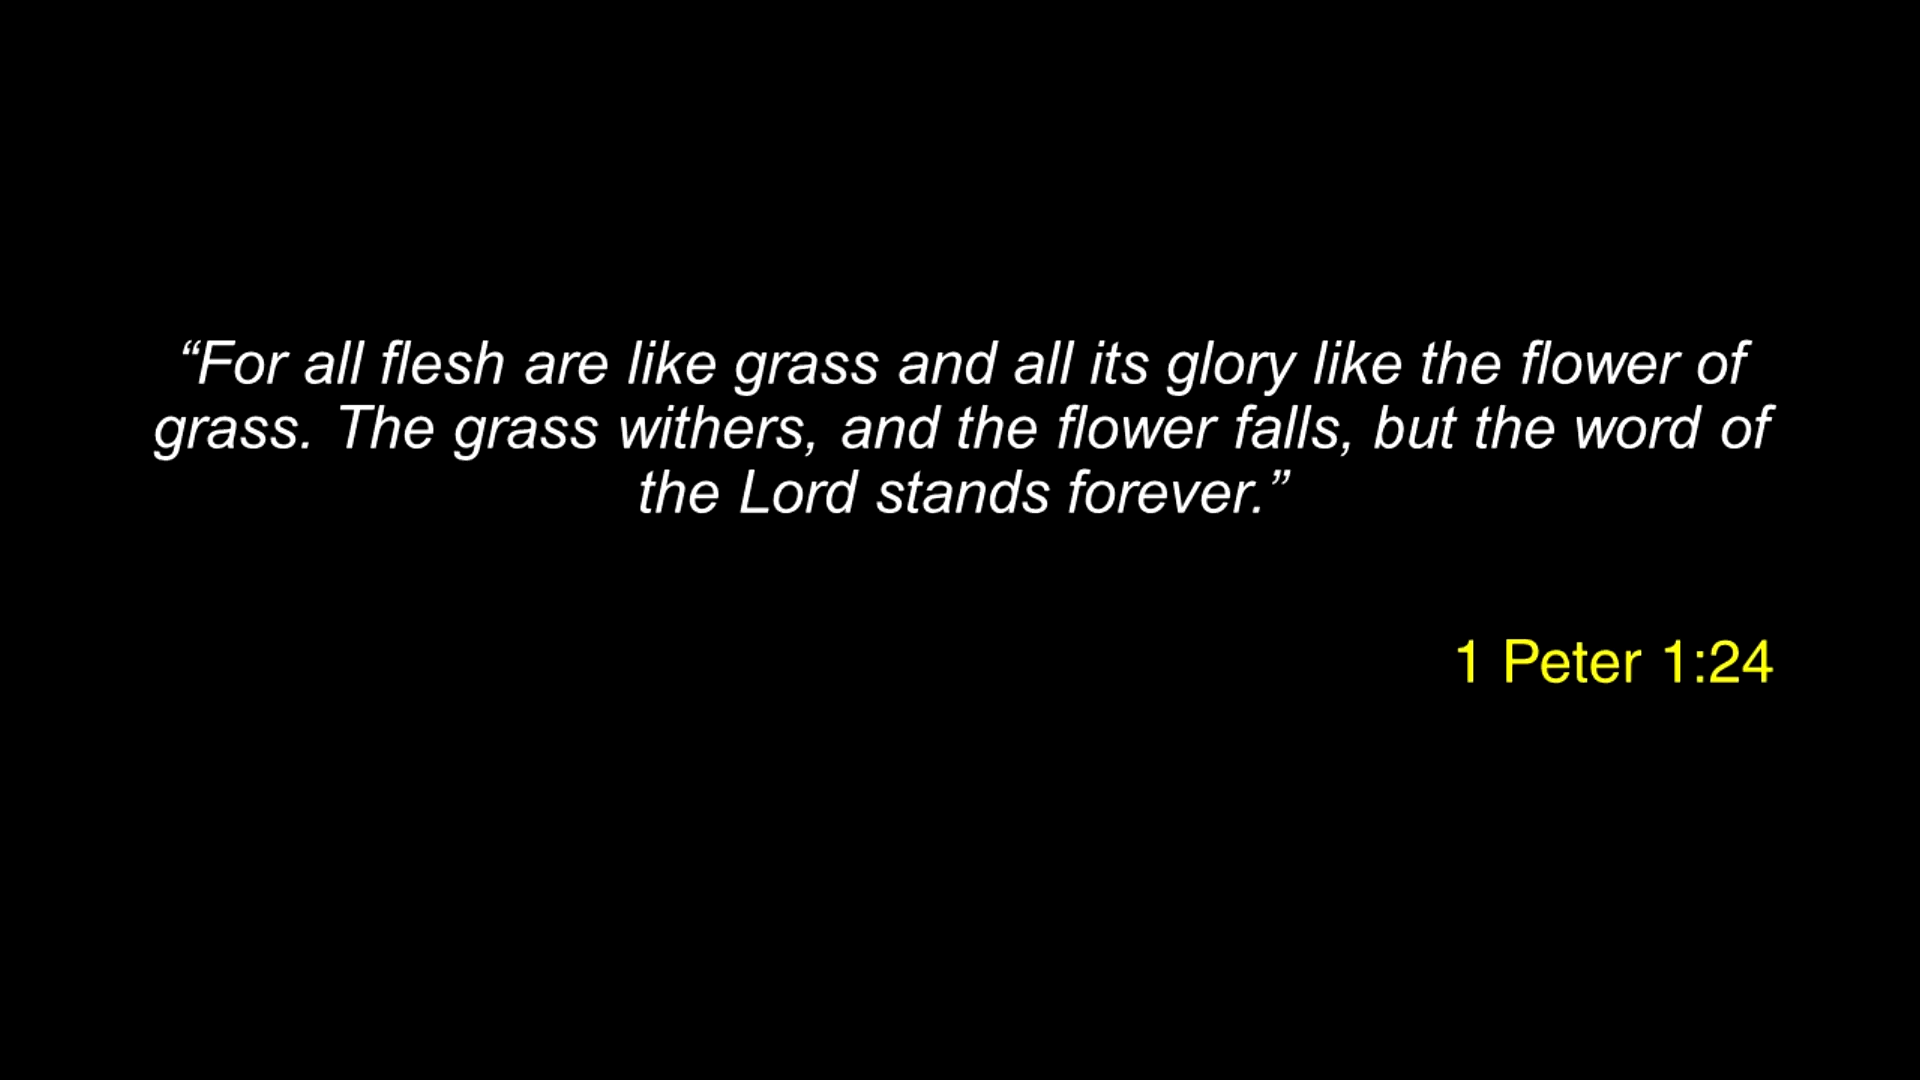 “For all flesh are like grass and all its glory like the flower of
grass. The grass withers, and the flower falls, but the word of
the Lord stands forever.”
1 Peter 1:24